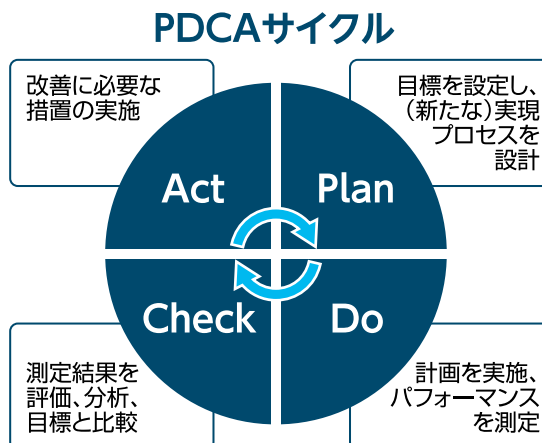 PDCAサイクル
改善に必要な
措置の実施
目標を設定し、
（新たな）実現
プロセスを
設計
Act
Plan
Check
Do
測定結果を
評価、分析、
目標と比較
計画を実施、
パフォーマンス
を測定